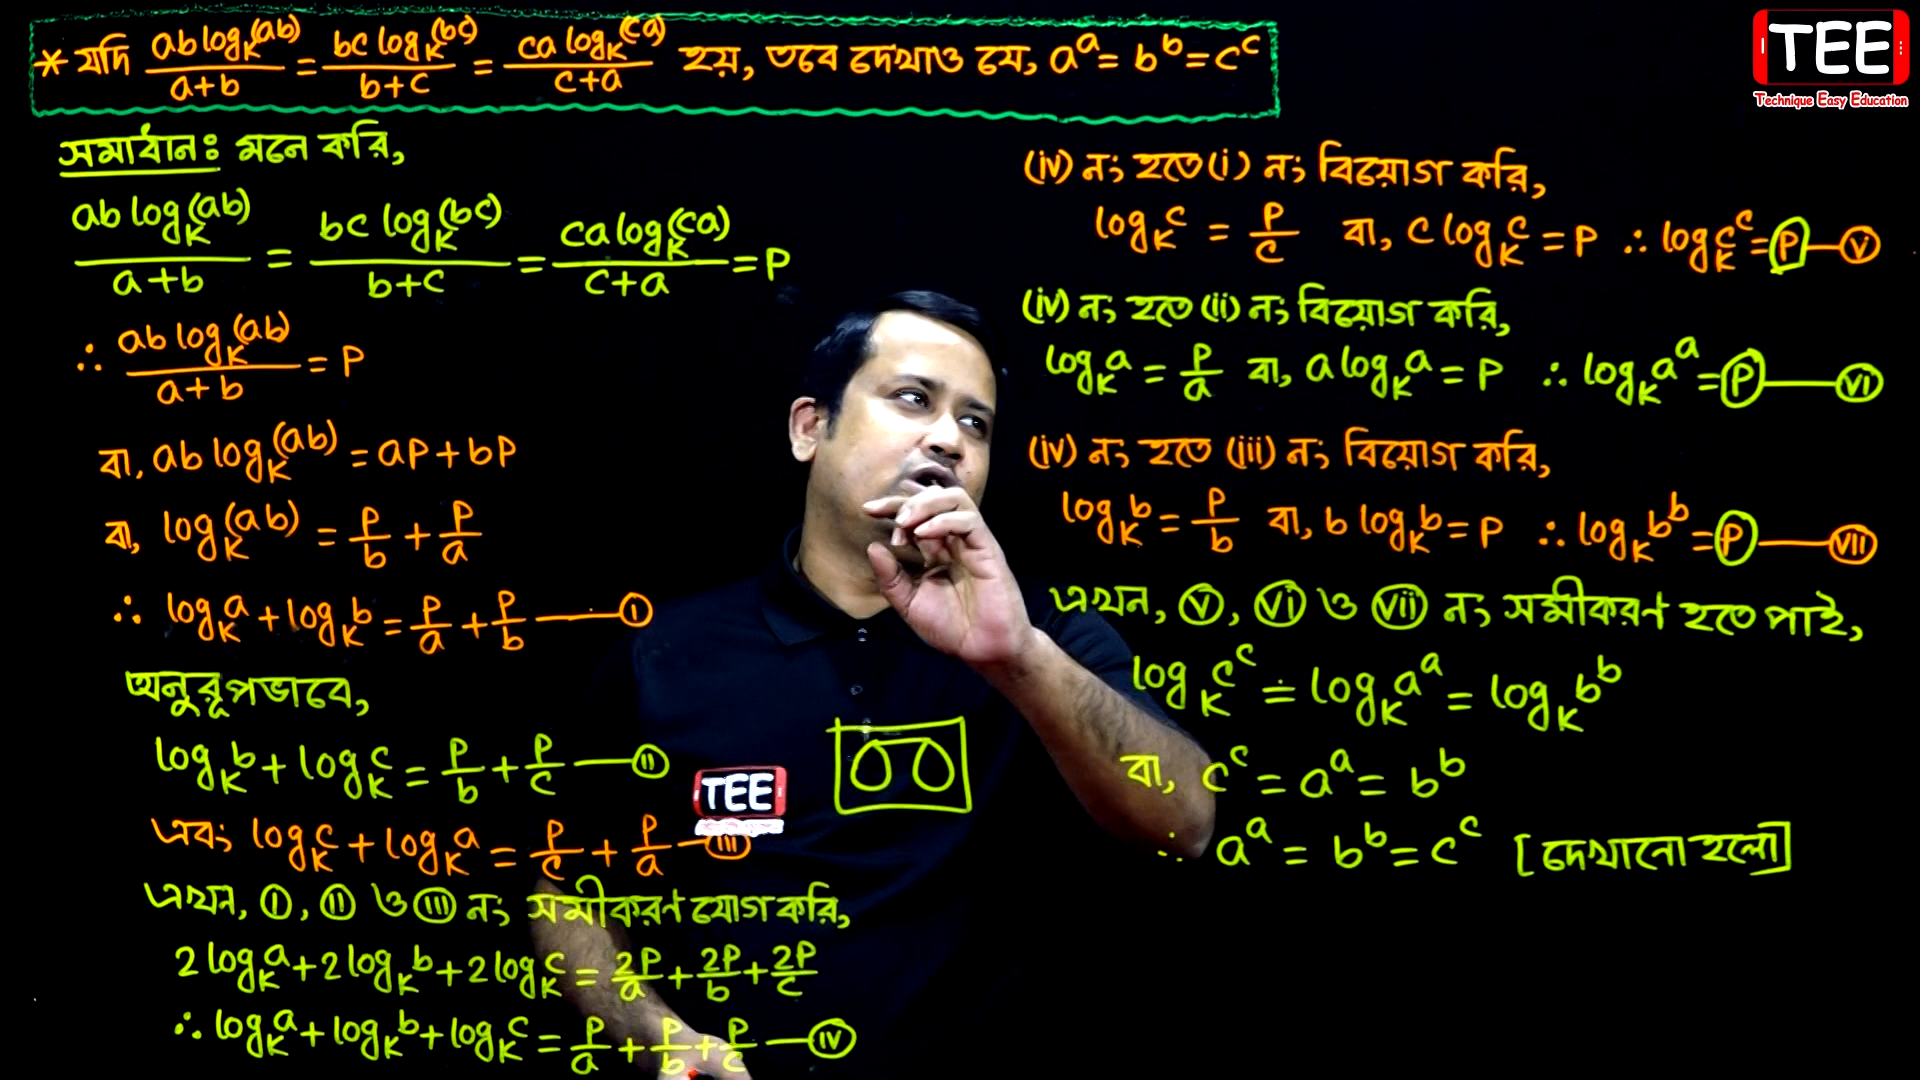 * যদি ab log_k(ab)/a+b = bc log_k(bc)/b+c = ca log_k(ca)/c+a হয়, তবে দেখাও যে, a^a = b^b = c^c
TEE
Technique Easy Education
সমাধান: মনে করি,
ab log_k(ab)/a+b = bc log_k(bc)/b+c = ca log_k(ca)/c+a = P
∴ ab log_k(ab)/a+b = P
বা, ab log_k(ab) = aP + bP
বা, log_k(ab) = P/b + P/a
∴ log_k a + log_k b = P/a + P/b —— (i)
অনুরূপভাবে,
log_k b + log_k c = P/b + P/c —— (ii)
এবং log_k c + log_k a = P/c + P/a — (iii)
এখন, (i), (ii) ও (iii) নং সমীকরণ যোগ করি,
2 log_k a + 2 log_k b + 2 log_k c = 2P/a + 2P/b + 2P/c
∴ log_k a + log_k b + log_k c = P/a + P/b + P/c —— (iv)
(iv) নং হতে (i) নং বিয়োগ করি,
log_k c = P/c বা, c log_k c = P ∴ log_k c^c = P — (v)
(iv) নং হতে (ii) নং বিয়োগ করি,
log_k a = P/a বা, a log_k a = P ∴ log_k a^a = P —— (vi)
(iv) নং হতে (iii) নং বিয়োগ করি,
log_k b = P/b বা, b log_k b = P ∴ log_k b^b = P —— (vii)
এখন, (v), (vi) ও (vii) নং সমীকরণ হতে পাই,
log_k c^c = log_k a^a = log_k b^b
বা, c^c = a^a = b^b
∴ a^a = b^b = c^c [দেখানো হলো]
TEE